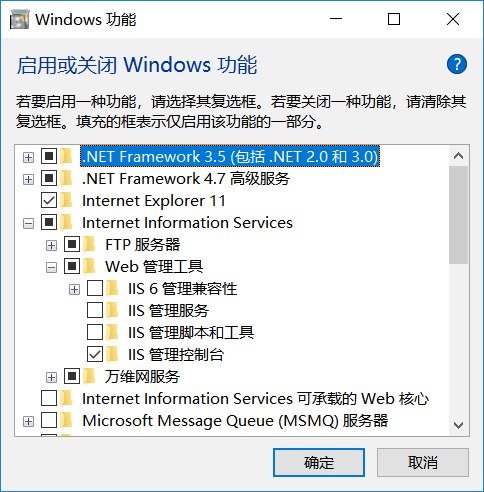 Windows 功能
启用或关闭 Windows 功能
?
若要启用一种功能，请选择其复选框。若要关闭一种功能，请清除其
复选框。填充的框表示仅启用该功能的一部分。
.NET Framework 3.5 (包括 .NET 2.0 和 3.0)
.NET Framework 4.7 高级服务
Internet Explorer 11
Internet Information Services
FTP 服务器
Web 管理工具
IIS 6 管理兼容性
IIS 管理服务
IIS 管理脚本和工具
IIS 管理控制台
万维网服务
Internet Information Services 可承载的 Web 核心
Microsoft Message Queue (MSMQ) 服务器
确定
取消